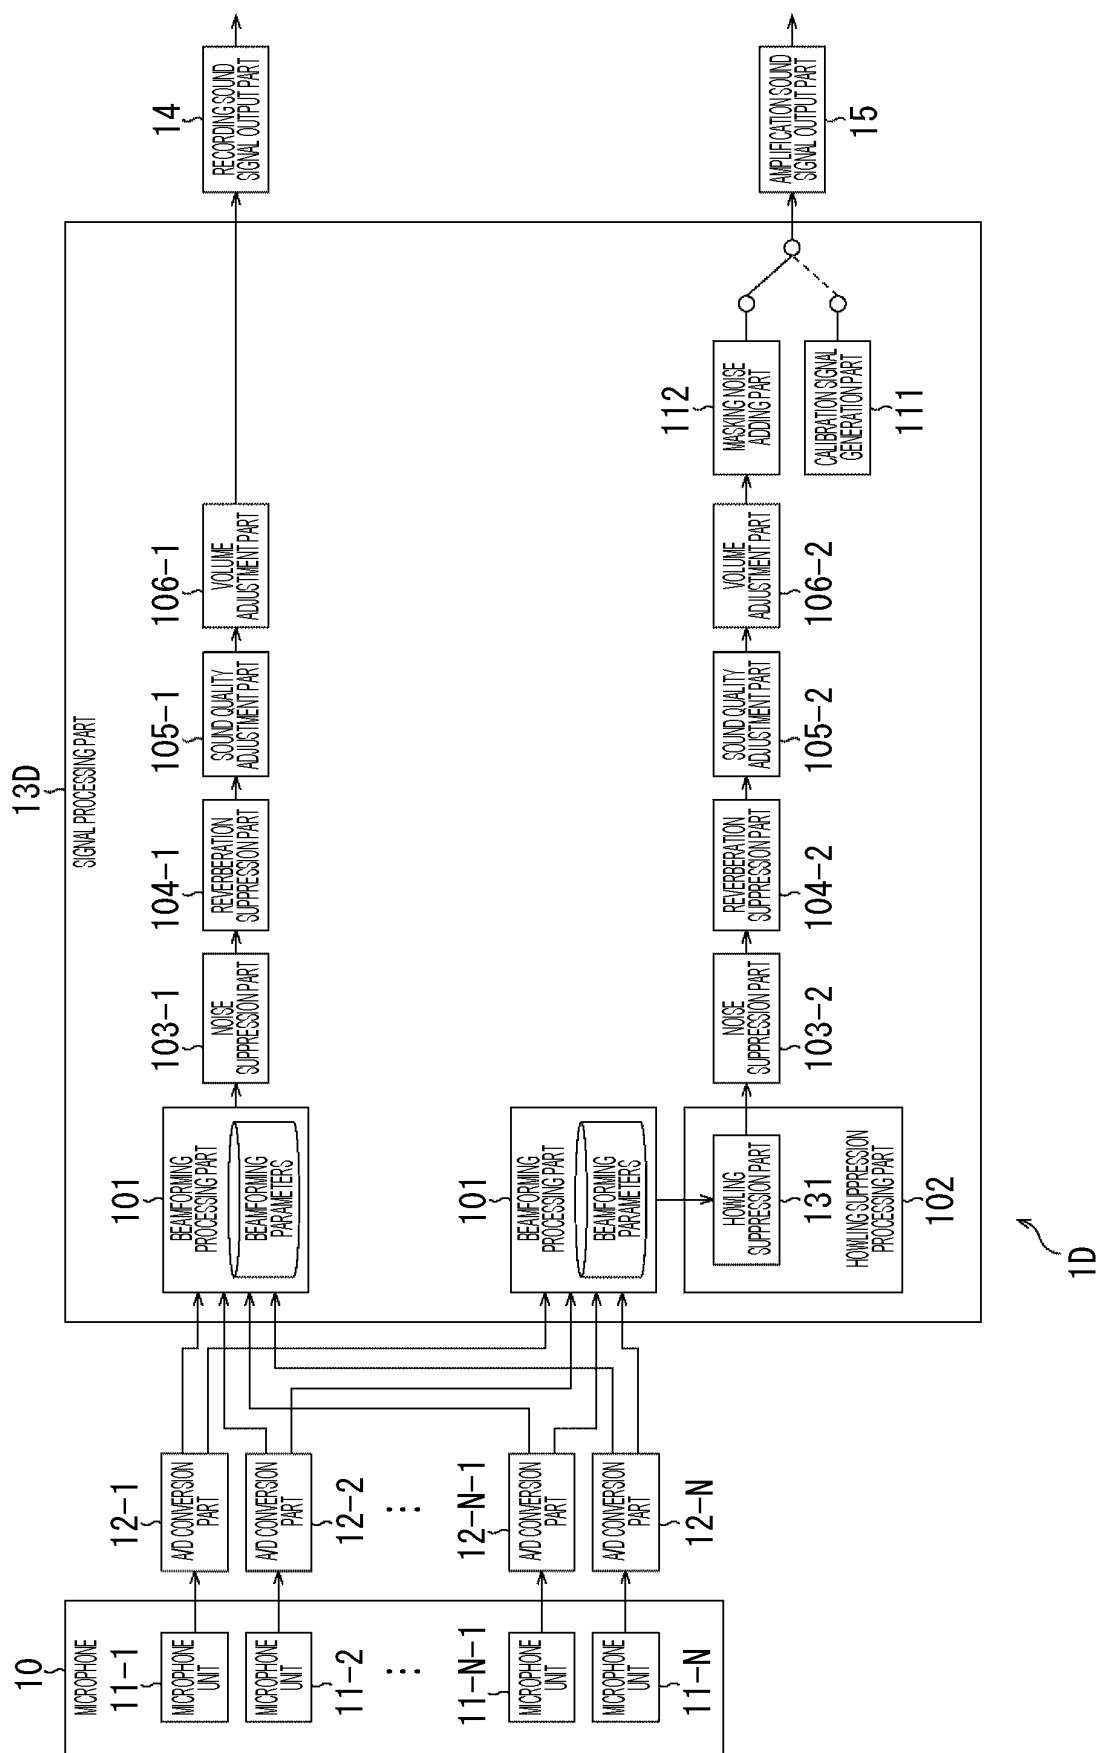 10
MICROPHONE
11-1
MICROPHONE
UNIT
MICROPHONE
UNIT
11-2
⋮
11-N-1
MICROPHONE
UNIT
MICROPHONE
UNIT
11-N
12-1
A/D CONVERSION
PART
A/D CONVERSION
PART
12-2
⋮
12-N-1
A/D CONVERSION
PART
A/D CONVERSION
PART
12-N
13D
SIGNAL PROCESSING PART
101
BEAMFORMING
PROCESSING PART
BEAMFORMING
PARAMETERS
103-1
NOISE
SUPPRESSION PART
104-1
REVERBERATION
SUPPRESSION PART
105-1
SOUND QUALITY
ADJUSTMENT PART
106-1
VOLUME
ADJUSTMENT PART
14
RECORDING SOUND
SIGNAL OUTPUT PART
101
BEAMFORMING
PROCESSING PART
BEAMFORMING
PARAMETERS
HOWLING
SUPPRESSION PART
131
HOWLING SUPPRESSION
PROCESSING PART
102
NOISE
SUPPRESSION PART
103-2
REVERBERATION
SUPPRESSION PART
104-2
SOUND QUALITY
ADJUSTMENT PART
105-2
VOLUME
ADJUSTMENT PART
106-2
112
MASKING NOISE
ADDING PART
CALIBRATION SIGNAL
GENERATION PART
111
AMPLIFICATION SOUND
SIGNAL OUTPUT PART
15
1D